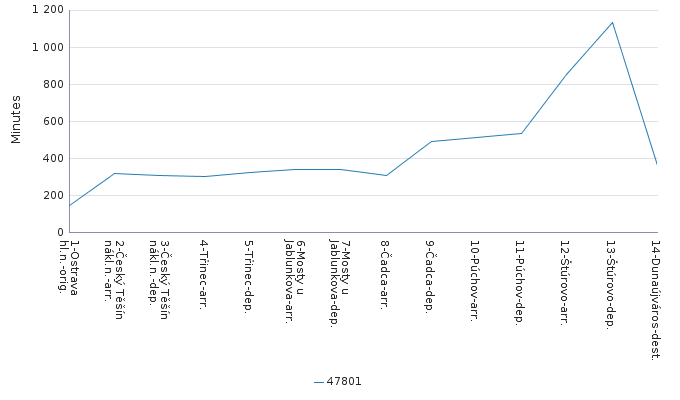 1 200
1 000
800
600
400
200
0
Minutes
1-Ostrava
hl.n.-orig.
2-Český Těšín
nákl.n.-arr.
3-Český Těšín
nákl.n.-dep.
4-Třinec-arr.
5-Třinec-dep.
6-Mosty u
Jablunkova-arr.
7-Mosty u
Jablunkova-dep.
8-Čadca-arr.
9-Čadca-dep.
10-Púchov-arr.
11-Púchov-dep.
12-Štúrovo-arr.
13-Štúrovo-dep.
14-Dunaújváros-dest.
47801